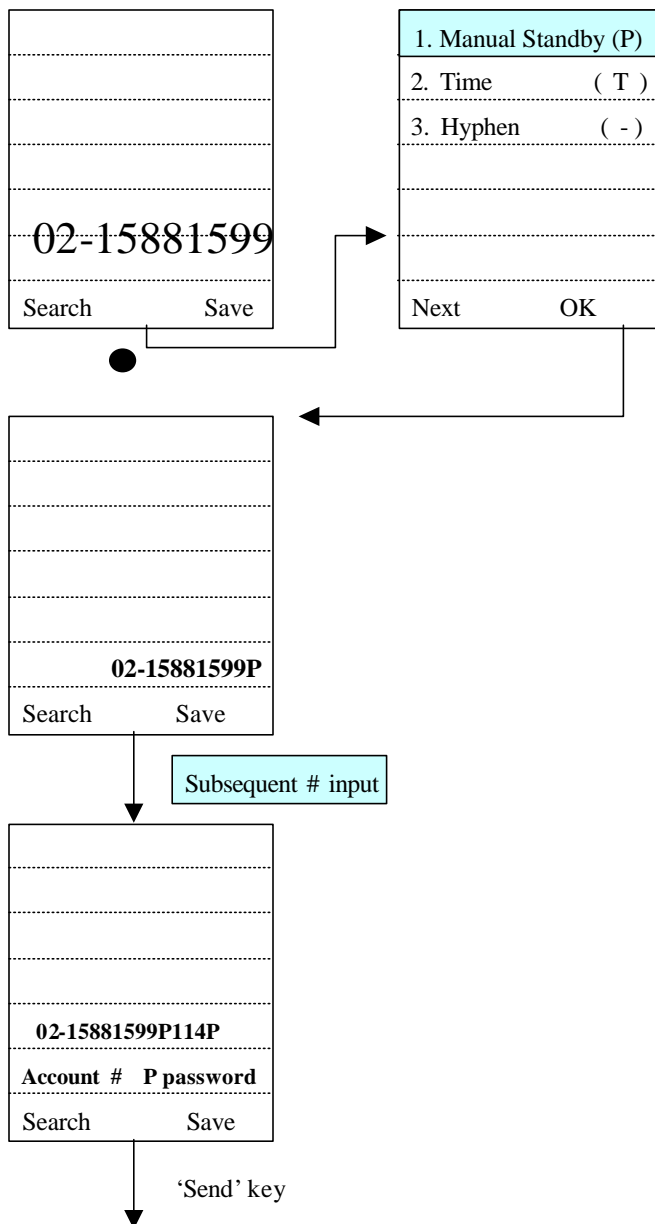 02-15881599
Search Save
1. Manual Standby (P)
2. Time ( T )
3. Hyphen ( - )
Next OK
02-15881599P
Search Save
Subsequent # input
02-15881599P114P
Account # P password
Search Save
‘Send’ key